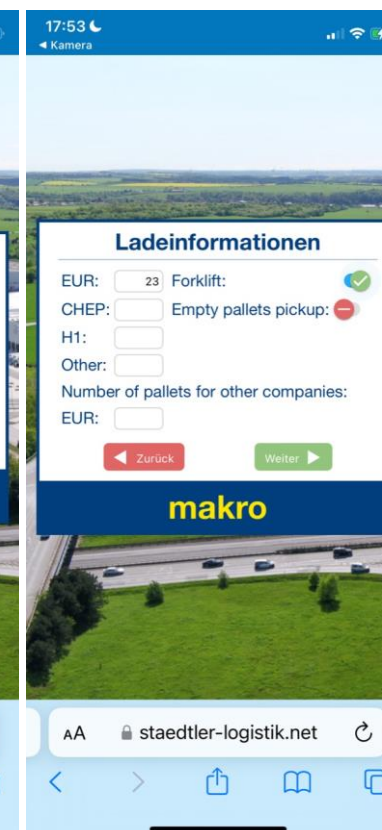 17:53
◀ Kamera
Ladeinformationen
EUR: 23 Forklift:
CHEP: Empty pallets pickup:
H1:
Other:
Number of pallets for other companies:
EUR:
◀ Zurück Weiter ▶
makro
AA staedtler-logistik.net